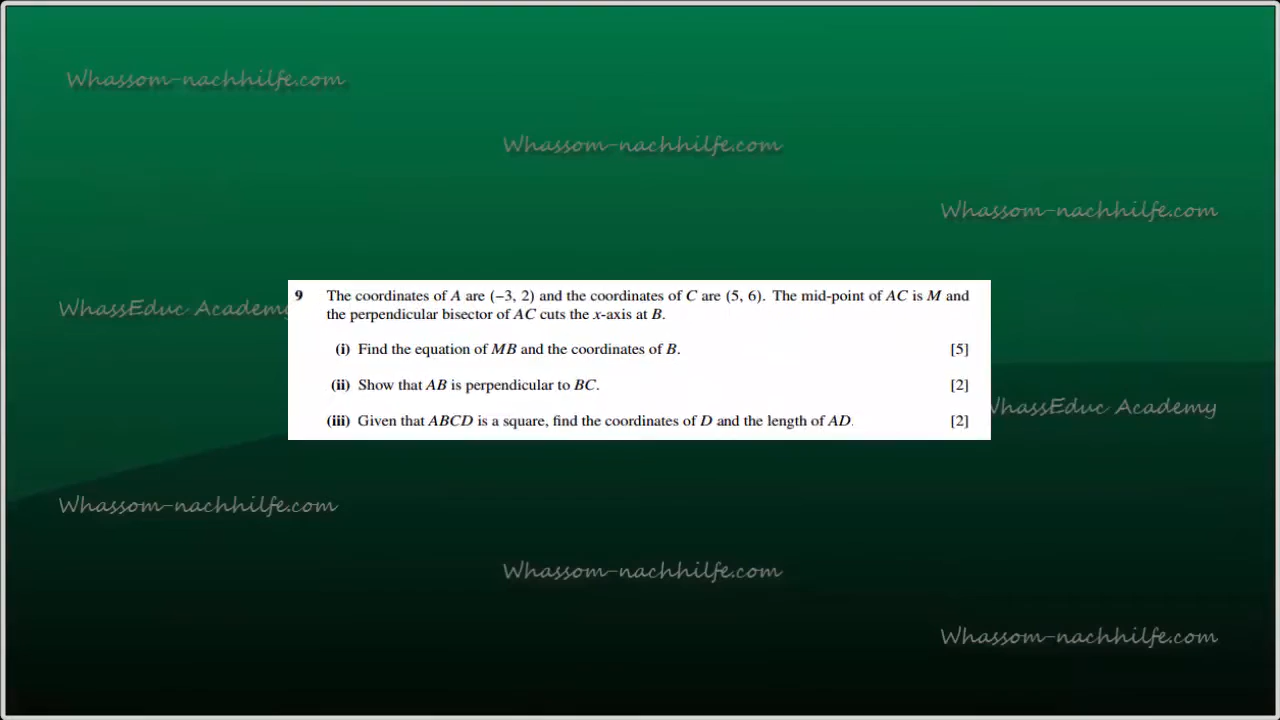 Whassom-nachhilfe.com
Whassom-nachhilfe.com
Whassom-nachhilfe.com
9 The coordinates of A are (−3, 2) and the coordinates of C are (5, 6). The mid-point of AC is M and
the perpendicular bisector of AC cuts the x-axis at B.
WhassEduc Academy
(i) Find the equation of MB and the coordinates of B. [5]
(ii) Show that AB is perpendicular to BC. [2]
WhassEduc Academy
(iii) Given that ABCD is a square, find the coordinates of D and the length of AD. [2]
Whassom-nachhilfe.com
Whassom-nachhilfe.com
Whassom-nachhilfe.com